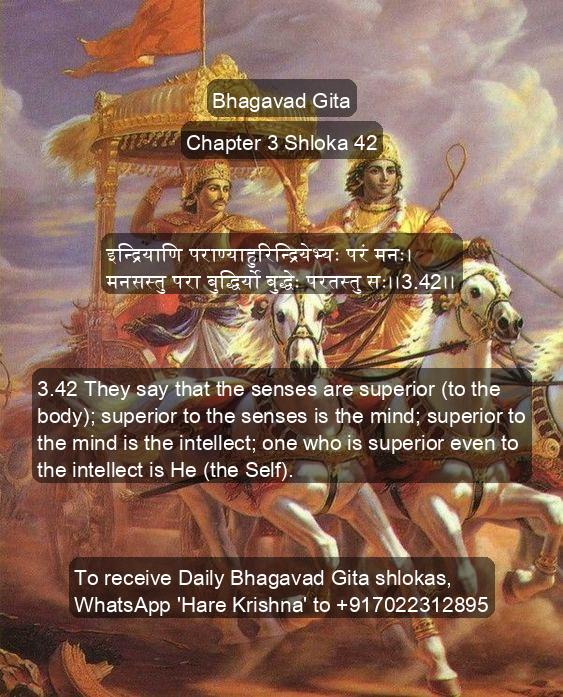 Bhagavad Gita
Chapter 3 Shloka 42
इन्द्रियाणि पराण्याहुरिन्द्रियेभ्यः परं मनः।
मनसस्तु परा बुद्धिर्यो बुद्धेः परतस्तु सः।।3.42।।
3.42 They say that the senses are superior (to the
body); superior to the senses is the mind; superior to
the mind is the intellect; one who is superior even to
the intellect is He (the Self).
To receive Daily Bhagavad Gita shlokas,
WhatsApp 'Hare Krishna' to +917022312895